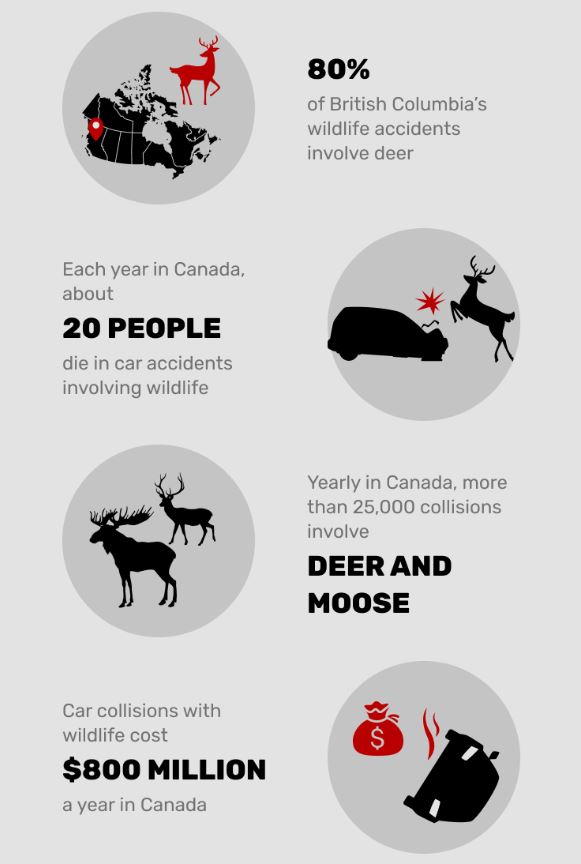 80%
of British Columbia's
wildlife accidents
involve deer
Each year in Canada,
about
20 PEOPLE
die in car accidents
involving wildlife
Yearly in Canada, more
than 25,000 collisions
involve
DEER AND
MOOSE
Car collisions with
wildlife cost
$800 MILLION
a year in Canada
$